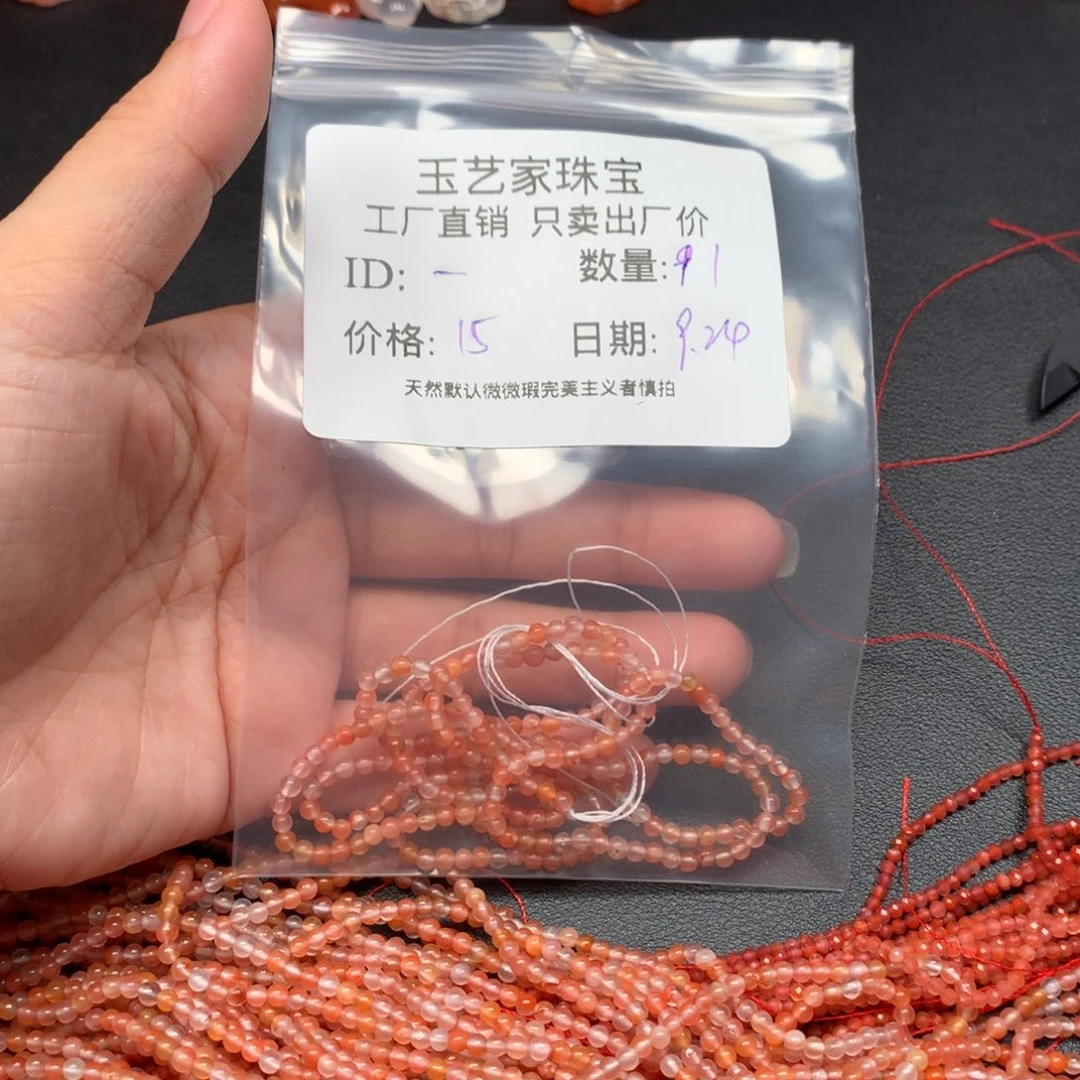 玉艺家珠宝
工厂直销 只卖出厂价
ID: 一 数量: 91
价格: 15 日期: 9.24
天然默认微微瑕完美主义者慎拍